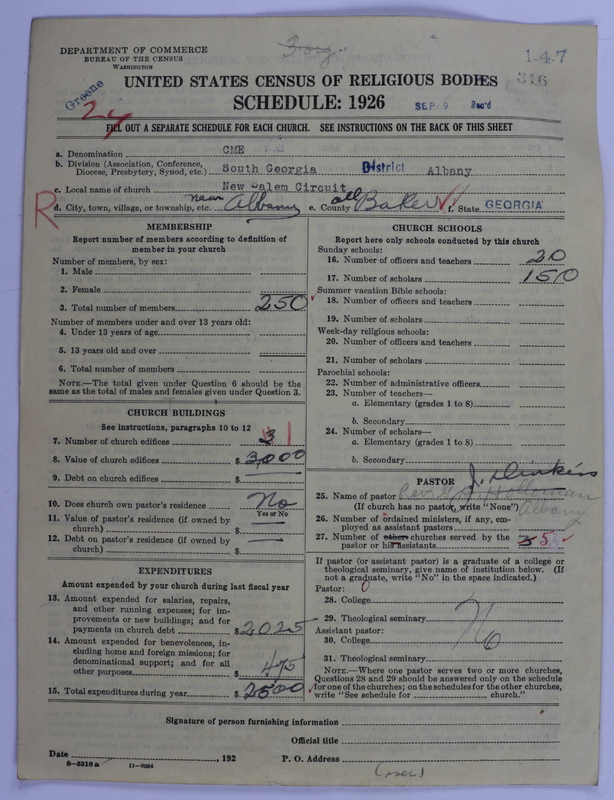 DEPARTMENT OF COMMERCE
BUREAU OF THE CENSUS
WASHINGTON
3 org.
1.4.7
316
Greene
24
UNITED STATES CENSUS OF RELIGIOUS BODIES
SCHEDULE: 1926
SEP 9 Rec'd
FILL OUT A SEPARATE SCHEDULE FOR EACH CHURCH. SEE INSTRUCTIONS ON THE BACK OF THIS SHEET
a. Denomination CME
b. Division (Association, Conference, Diocese, Presbytery, Synod, etc.) South Georgia District Albany
c. Local name of church New Salem Circuit
R d. City, town, village, or township, etc. near Albany e. County all Baker f. State GEORGIA
MEMBERSHIP
Report number of members according to definition of
member in your church
Number of members, by sex:
1. Male
2. Female
3. Total number of members 250
Number of members under and over 13 years old:
4. Under 13 years of age
5. 13 years old and over
6. Total number of members
NOTE.—The total given under Question 6 should be
same as the total of males and females given under Question 3.
CHURCH BUILDINGS
See instructions, paragraphs 10 to 12
7. Number of church edifices 3 1
8. Value of church edifices $ 3,000
9. Debt on church edifices $
10. Does church own pastor's residence? No
Yes or No
11. Value of pastor's residence (if owned by
church) $
12. Debt on pastor's residence (if owned by
church) $
EXPENDITURES
Amount expended by your church during last fiscal year
13. Amount expended for salaries, repairs,
and other running expenses; for im-
provements or new buildings; and for
payments on church debt $ 2025
14. Amount expended for benevolences, in-
cluding home and foreign missions; for
denominational support; and for all
other purposes $ 475
15. Total expenditures during year $ 2500
CHURCH SCHOOLS
Report here only schools conducted by this church
Sunday schools:
16. Number of officers and teachers 20
17. Number of scholars 150
Summer vacation Bible schools:
18. Number of officers and teachers
19. Number of scholars
Week-day religious schools:
20. Number of officers and teachers
21. Number of scholars
Parochial schools:
22. Number of administrative officers
23. Number of teachers—
a. Elementary (grades 1 to 8)
b. Secondary
24. Number of scholars—
a. Elementary (grades 1 to 8)
b. Secondary
PASTOR J. Dinkins
25. Name of pastor Rev. Holloman
(If church has no pastor, write "None") Albany
26. Number of ordained ministers, if any, em-
ployed as assistant pastors
27. Number of other churches served by the
pastor or his assistants 5
If pastor (or assistant pastor) is a graduate of a college or
theological seminary, give name of institution below. (If
not a graduate, write "No" in the space indicated.)
Pastor: 0
28. College
29. Theological seminary No
Assistant pastor:
30. College
31. Theological seminary
NOTE.—Where one pastor serves two or more churches,
Questions 28 and 29 should be answered only on the schedule
for one of the churches; on the schedules for the other churches,
write "See schedule for church."
Signature of person furnishing information
Official title
Date , 192 P. O. Address
8—5518 a 11—9054
(over)